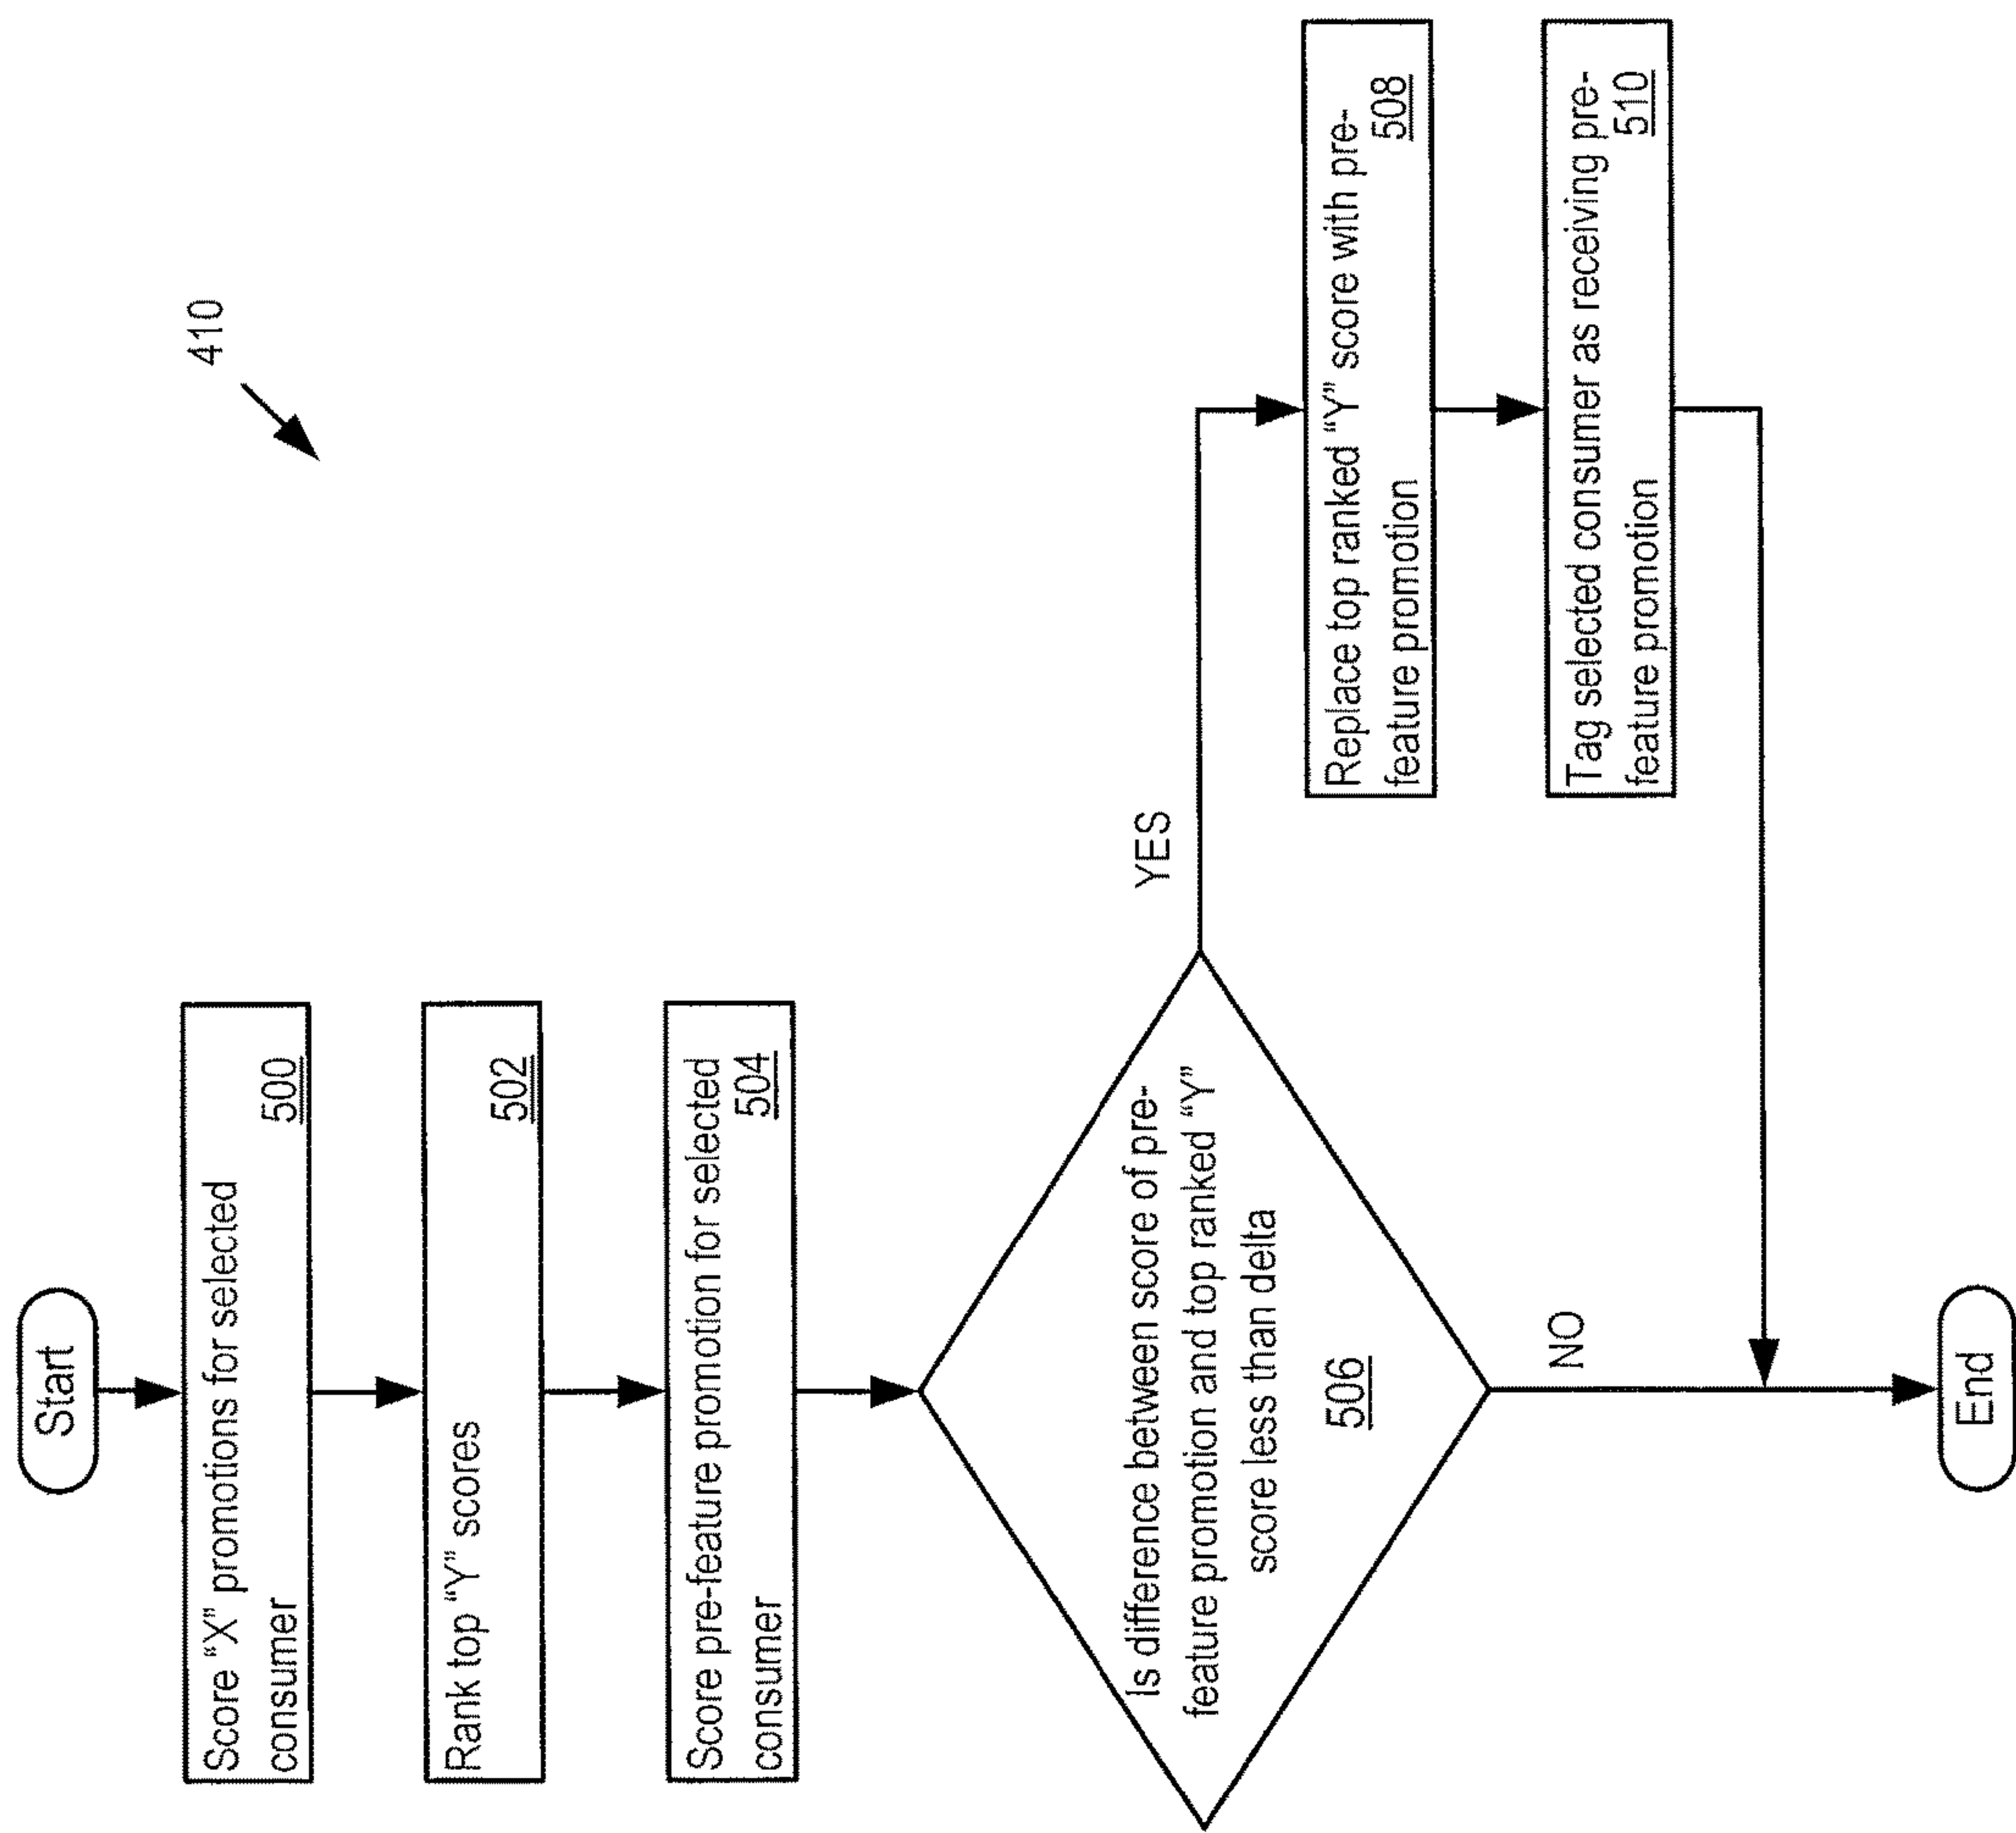 410
Start
Score “X” promotions for selected
consumer
500
Rank top “Y” scores
502
Score pre-feature promotion for selected
consumer
504
Is difference between score of pre-
feature promotion and top ranked “Y”
score less than delta
506
YES
Replace top ranked “Y” score with pre-
feature promotion
508
Tag selected consumer as receiving pre-
feature promotion
510
NO
End